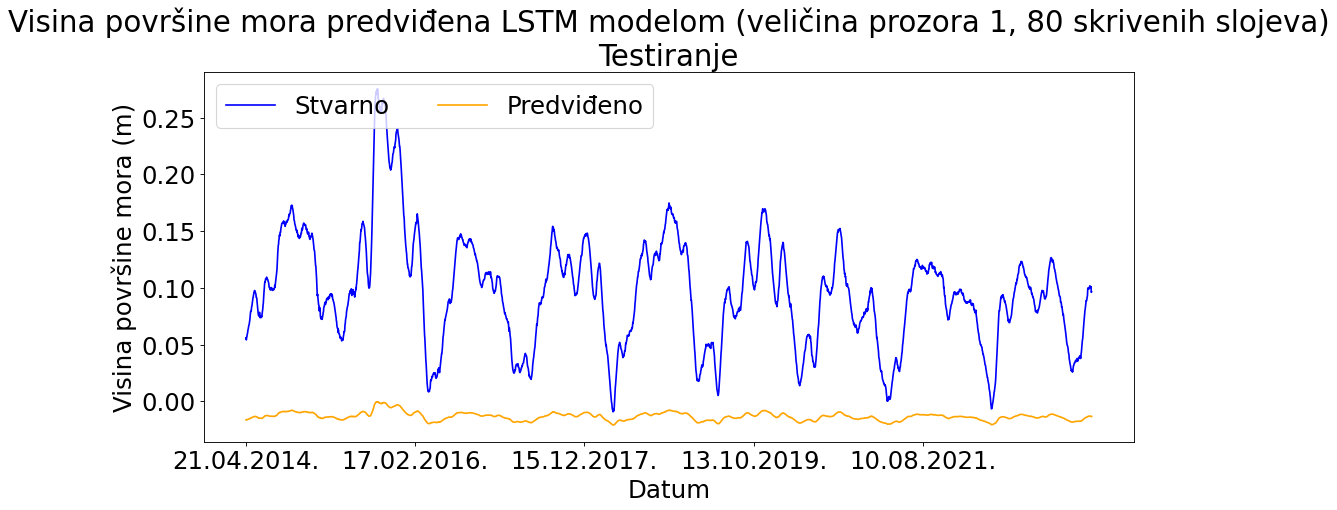 Visina površine mora predviđena LSTM modelom (veličina prozora 1, 80 skrivenih slojeva)
Testiranje
Stvarno
Predviđeno
Visina površine mora (m)
0.25
0.20
0.15
0.10
0.05
0.00
21.04.2014.
17.02.2016.
15.12.2017.
13.10.2019.
10.08.2021.
Datum